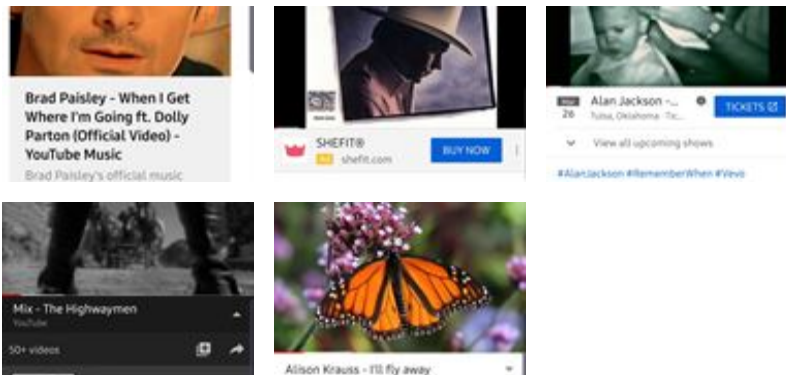 Brad Paisley - When I Get
Where I'm Going ft. Dolly
Parton (Official Video) -
YouTube Music
Brad Paisley's official music
SHEFIT®
Ad shefit.com
BUY NOW
26
Alan Jackson -...
Tulsa, Oklahoma · Tic...
TICKETS
View all upcoming shows
#AlanJackson #RememberWhen #Vevo
Mix - The Highwaymen
YouTube
50+ videos
Alison Krauss - I'll fly away